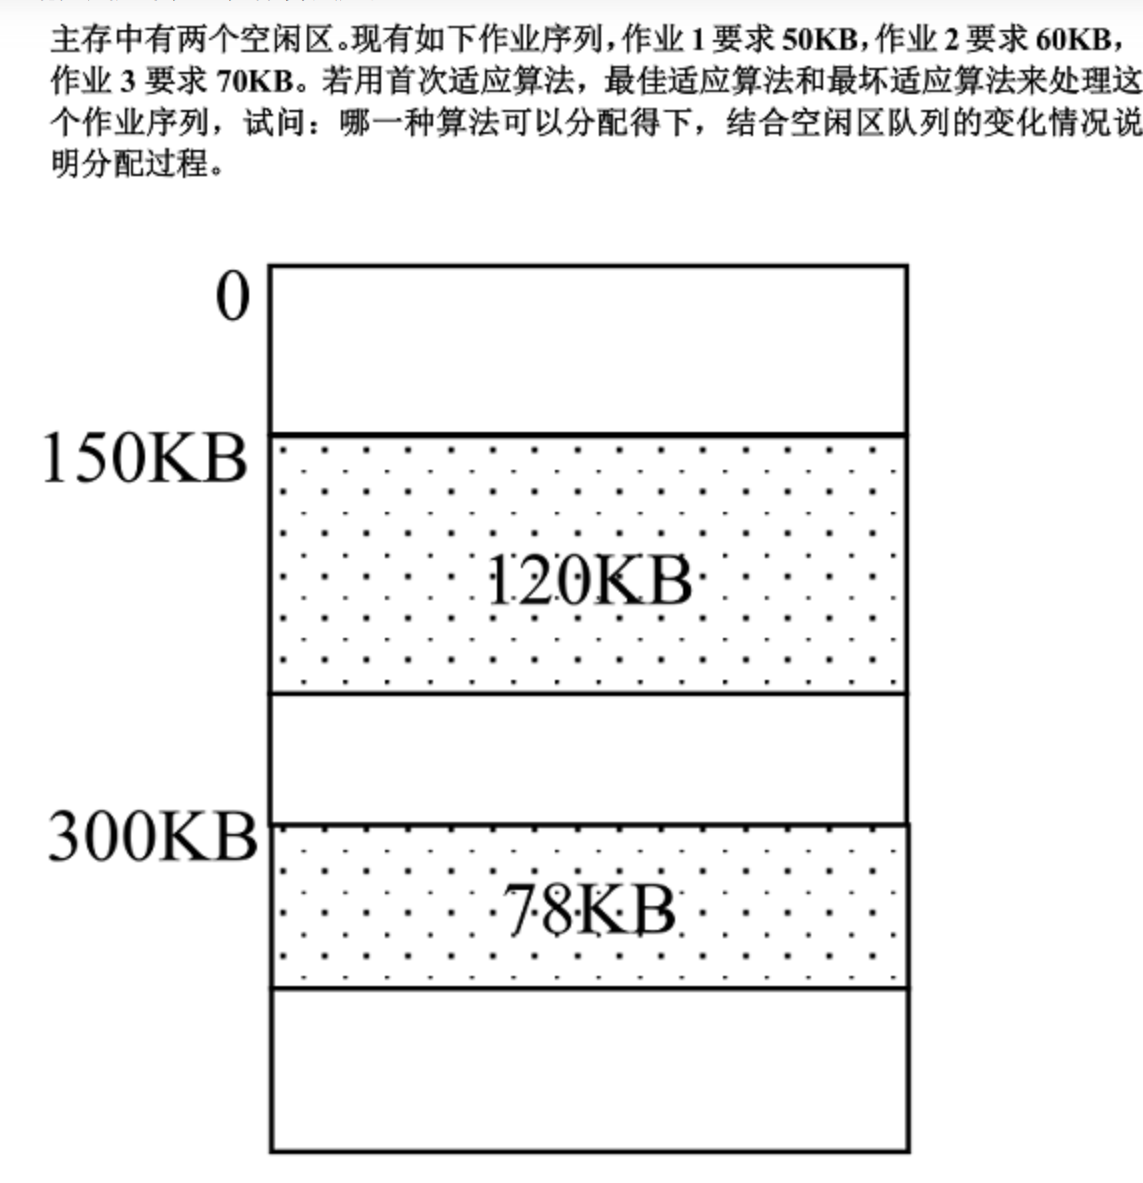 主存中有两个空闲区。现有如下作业序列，作业 1 要求 50KB，作业 2 要求 60KB，
作业 3 要求 70KB。若用首次适应算法，最佳适应算法和最坏适应算法来处理这
个作业序列，试问：哪一种算法可以分配得下，结合空闲区队列的变化情况说
明分配过程。
0
150KB
120KB
300KB
78KB